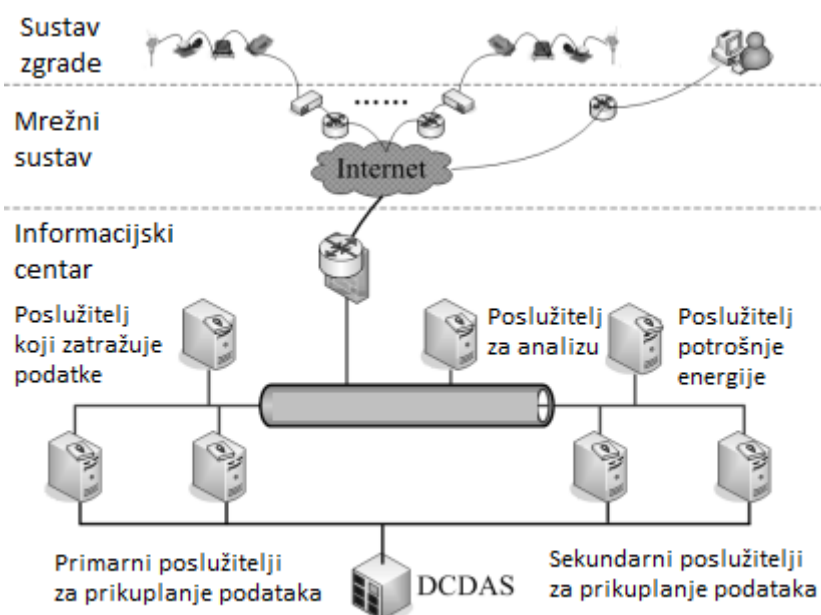 Sustav
zgrade
Mrežni
sustav
Internet
Informacijski
centar
Poslužitelj
koji zatražuje
podatke
Poslužitelj
za analizu
Poslužitelj
potrošnje
energije
Primarni poslužitelji
za prikuplanje podataka
DCDAS
Sekundarni poslužitelji
za prikuplanje podataka